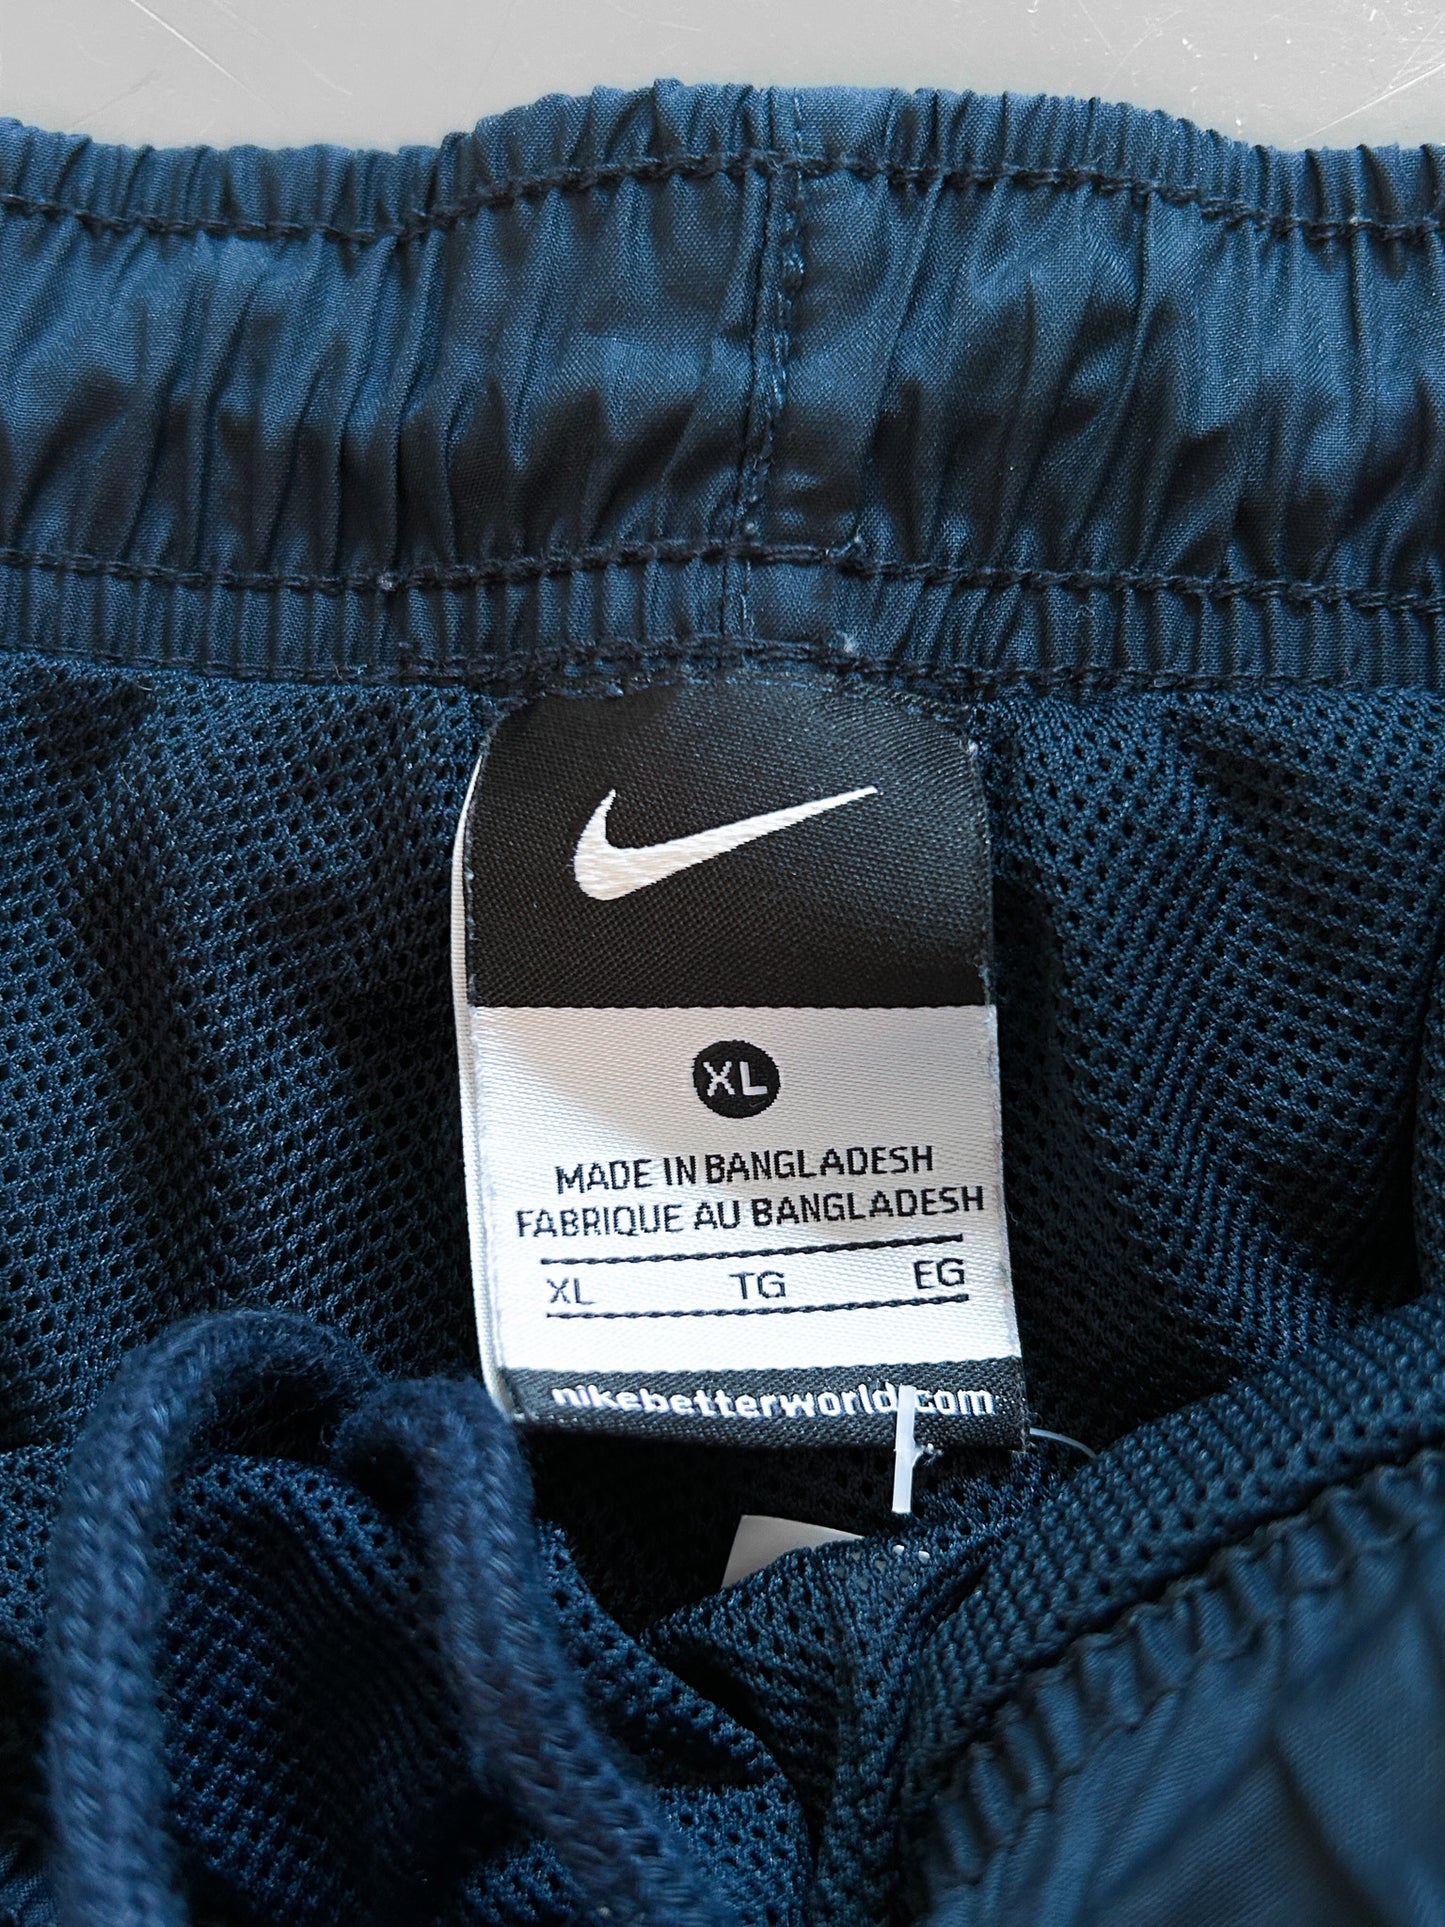 XL
MADE IN BANGLADESH
FABRIQUE AU BANGLADESH
XL TG EG
nikebetterworld.com